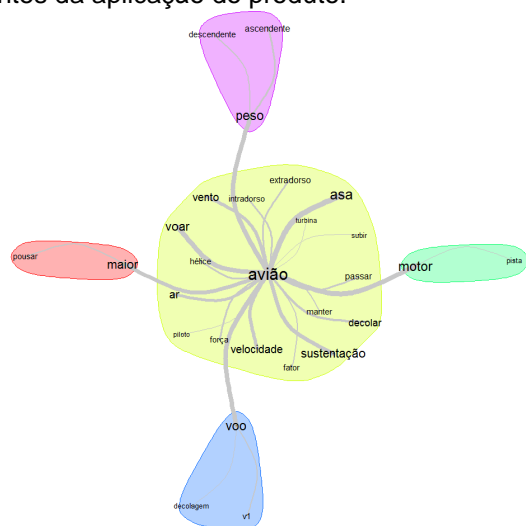 ntos da aplicação do produto.
descendente
ascendente
peso
extradorso
vento
intradorso
asa
turbina
voar
subir
hélice
pousar
maior
avião
passar
motor
pista
ar
manter
piloto
força
velocidade
decolar
sustentação
fator
voo
decolagem
v1